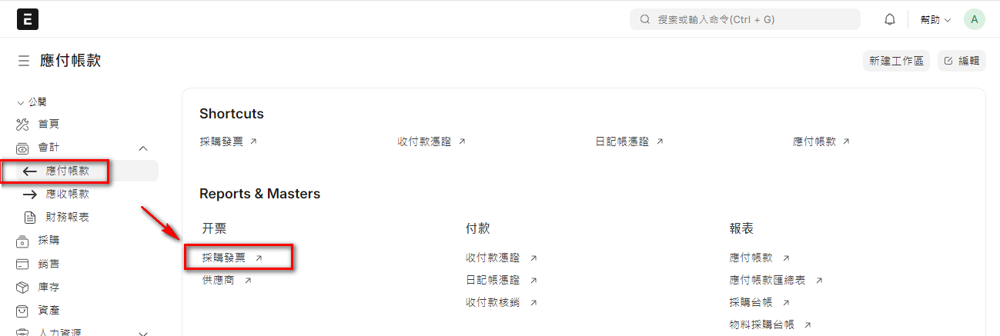 E
搜索或輸入命令(Ctrl + G)
幫助
A
應付帳款
新建工作區
編輯
公開
首頁
會計
應付帳款
應收帳款
財務報表
採購
銷售
庫存
資產
人力資源
Shortcuts
採購發票
收付款憑證
日記帳憑證
應付帳款
Reports & Masters
开票
採購發票
供應商
付款
收付款憑證
日記帳憑證
收付款核銷
報表
應付帳款
應付帳款匯總表
採購台帳
物料採購台帳